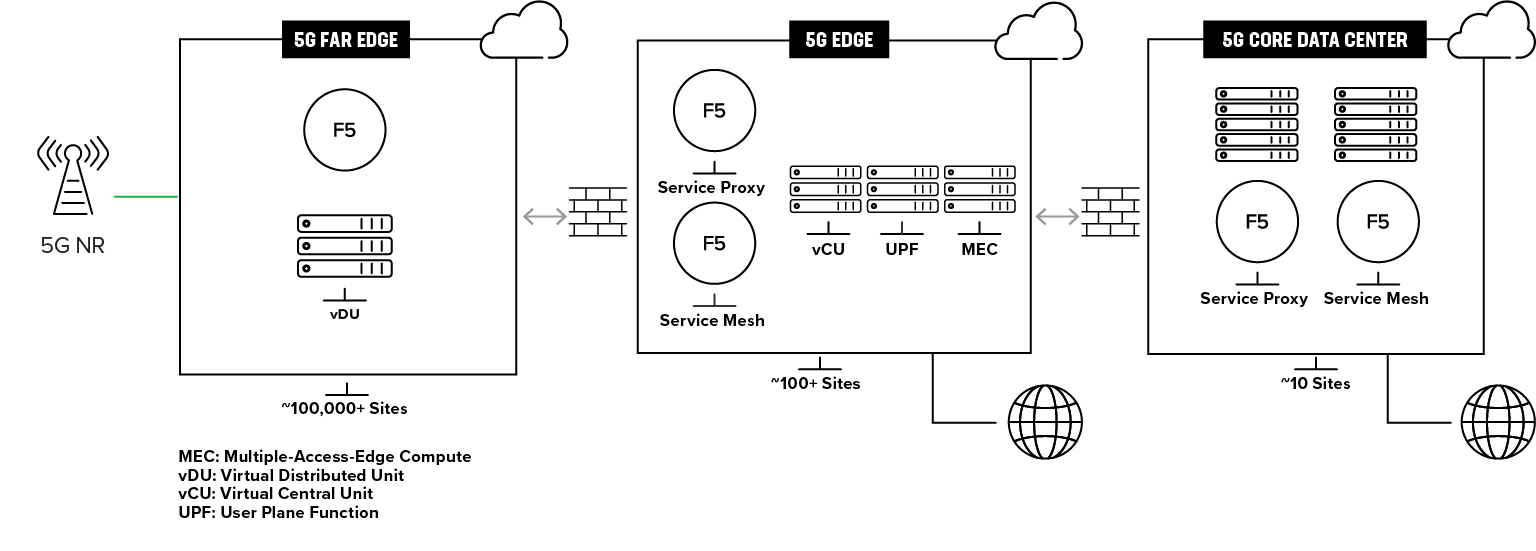 5G FAR EDGE
5G EDGE
5G CORE DATA CENTER
5G NR
F5
vDU
~100,000+ Sites
F5
Service Proxy
F5
Service Mesh
vCU
UPF
MEC
~100+ Sites
F5
F5
Service Proxy
Service Mesh
~10 Sites
MEC: Multiple-Access-Edge Compute
vDU: Virtual Distributed Unit
vCU: Virtual Central Unit
UPF: User Plane Function